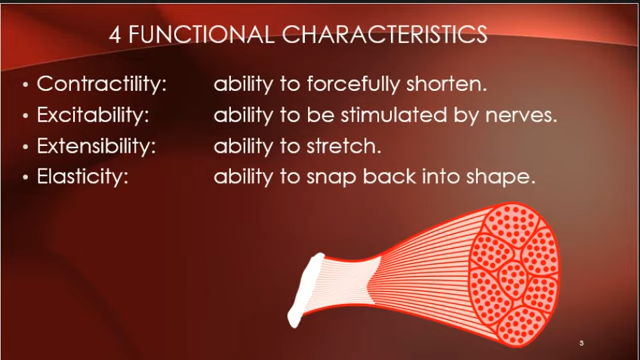 4 FUNCTIONAL CHARACTERISTICS
• Contractility: ability to forcefully shorten.
• Excitability: ability to be stimulated by nerves.
• Extensibility: ability to stretch.
• Elasticity: ability to snap back into shape.
3